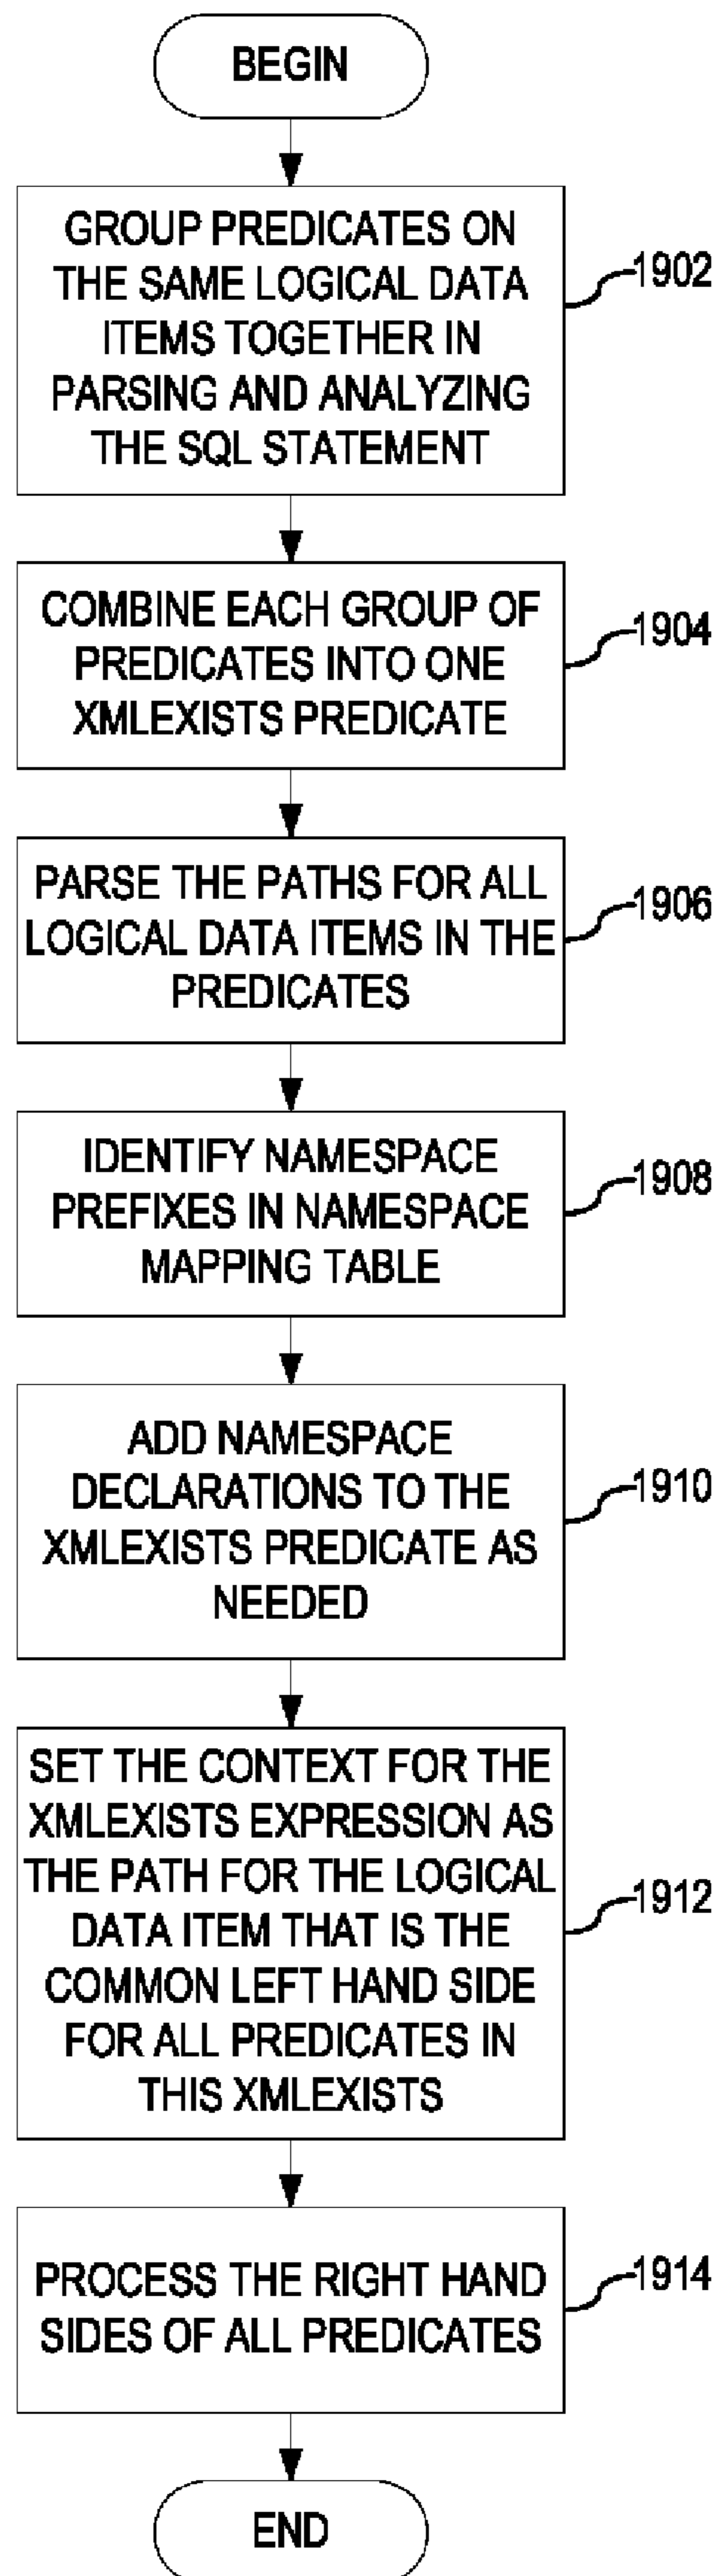 BEGIN
GROUP PREDICATES ON
THE SAME LOGICAL DATA
ITEMS TOGETHER IN
PARSING AND ANALYZING
THE SQL STATEMENT
1902
COMBINE EACH GROUP OF
PREDICATES INTO ONE
XMLEXISTS PREDICATE
1904
PARSE THE PATHS FOR ALL
LOGICAL DATA ITEMS IN THE
PREDICATES
1906
IDENTIFY NAMESPACE
PREFIXES IN NAMESPACE
MAPPING TABLE
1908
ADD NAMESPACE
DECLARATIONS TO THE
XMLEXISTS PREDICATE AS
NEEDED
1910
SET THE CONTEXT FOR THE
XMLEXISTS EXPRESSION AS
THE PATH FOR THE LOGICAL
DATA ITEM THAT IS THE
COMMON LEFT HAND SIDE
FOR ALL PREDICATES IN
THIS XMLEXISTS
1912
PROCESS THE RIGHT HAND
SIDES OF ALL PREDICATES
1914
END